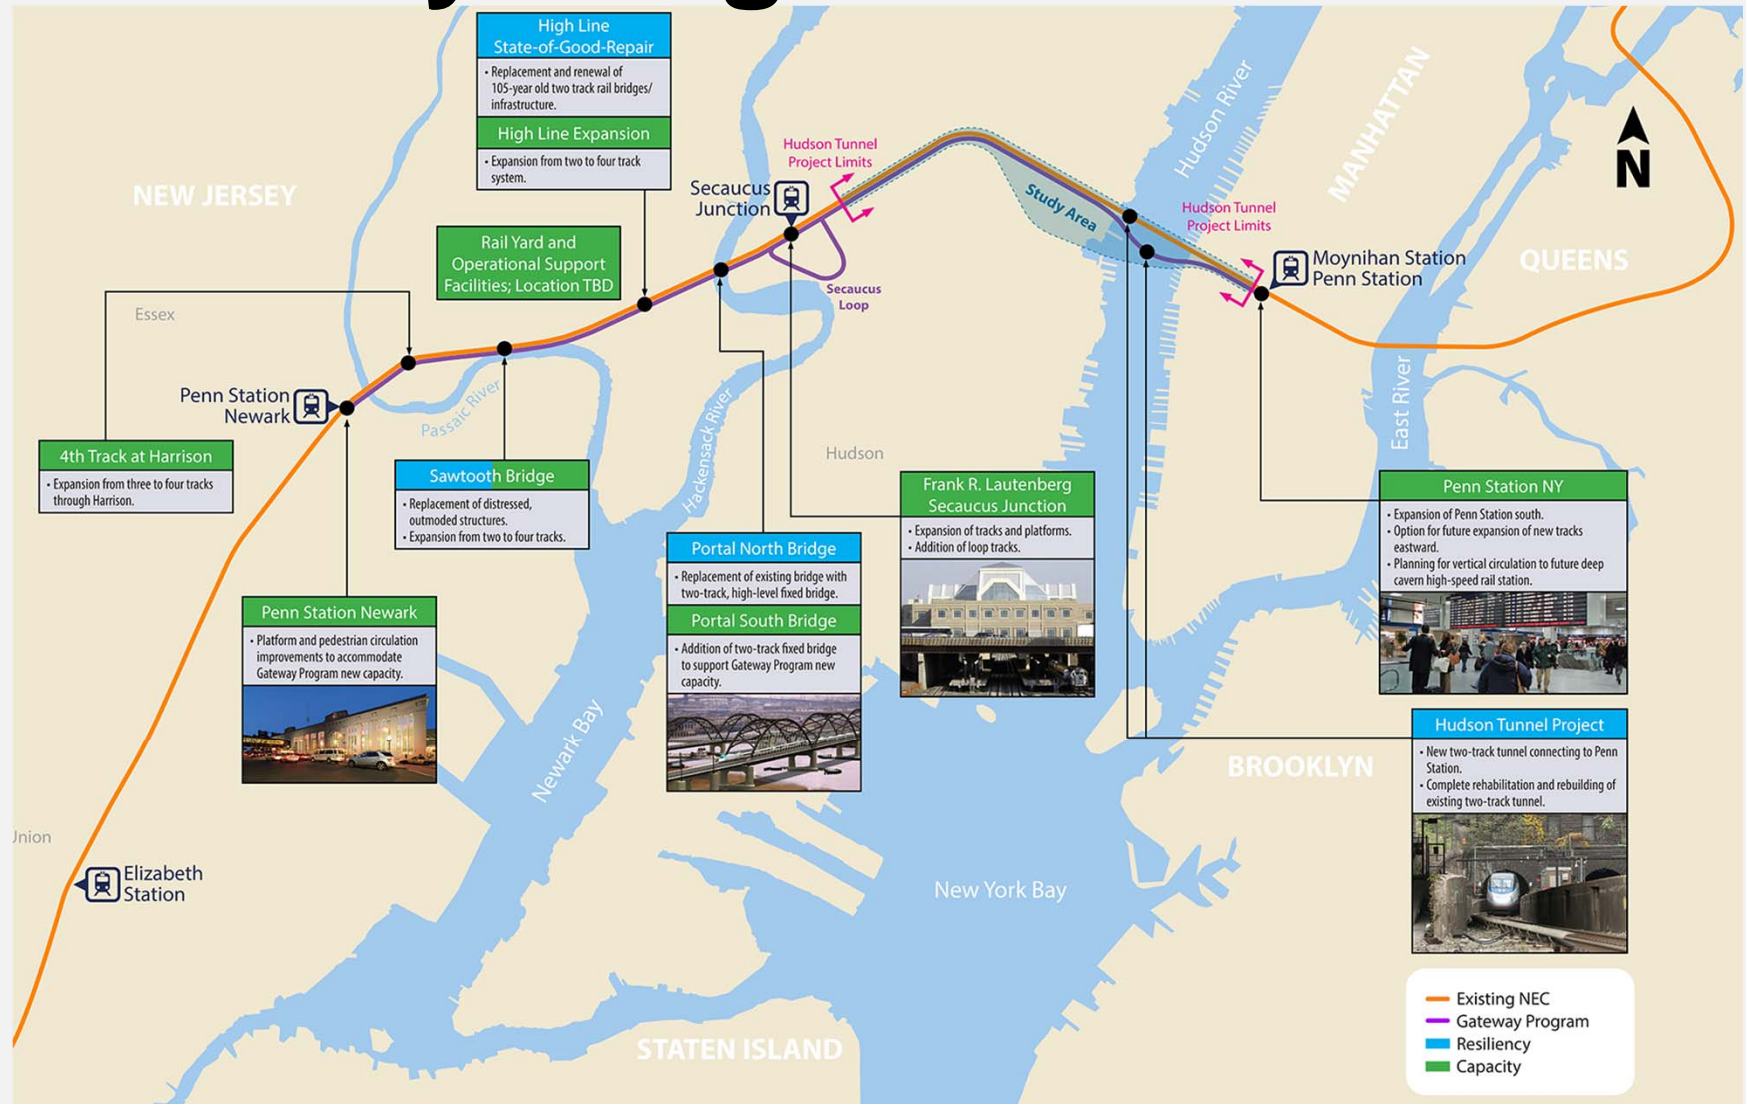 High Line
State-of-Good-Repair
• Replacement and renewal of
105-year old two track rail bridges/
infrastructure.
High Line Expansion
• Expansion from two to four track
system.
NEW JERSEY
Rail Yard and
Operational Support
Facilities; Location TBD
Secaucus
Junction
Hudson Tunnel
Project Limits
Study Area
Hudson River
MANHATTAN
N
Hudson Tunnel
Project Limits
Moynihan Station
Penn Station
QUEENS
Secaucus
Loop
Essex
Penn Station
Newark
Passaic River
Hackensack River
Hudson
East River
4th Track at Harrison
• Expansion from three to four tracks
through Harrison.
Sawtooth Bridge
• Replacement of distressed,
outmoded structures.
• Expansion from two to four tracks.
Frank R. Lautenberg
Secaucus Junction
• Expansion of tracks and platforms.
• Addition of loop tracks.
Penn Station NY
• Expansion of Penn Station south.
• Option for future expansion of new tracks
eastward.
• Planning for vertical circulation to future deep
cavern high-speed rail station.
Portal North Bridge
• Replacement of existing bridge with
two-track, high-level fixed bridge.
Portal South Bridge
• Addition of two-track fixed bridge
to support Gateway Program new
capacity.
Penn Station Newark
• Platform and pedestrian circulation
improvements to accommodate
Gateway Program new capacity.
Newark Bay
Hudson Tunnel Project
• New two-track tunnel connecting to Penn
Station.
• Complete rehabilitation and rebuilding of
existing two-track tunnel.
BROOKLYN
Union
Elizabeth
Station
New York Bay
STATEN ISLAND
Existing NEC
Gateway Program
Resiliency
Capacity